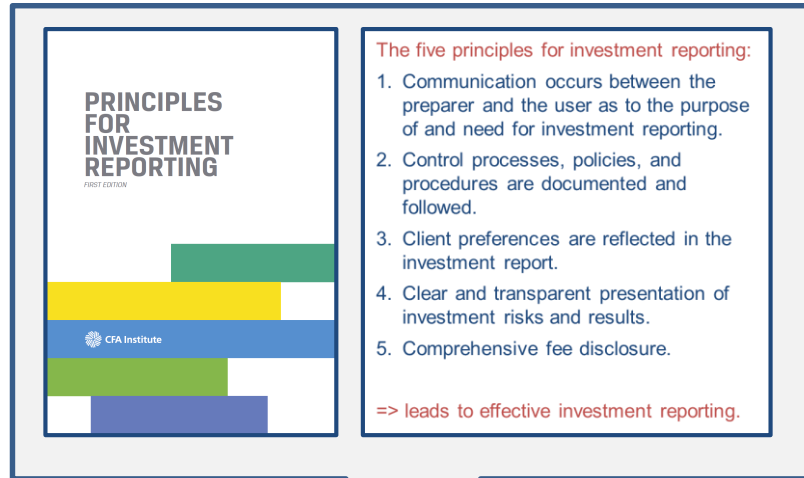 PRINCIPLES
FOR
INVESTMENT
REPORTING
FIRST EDITION
CFA Institute
The five principles for investment reporting:
1. Communication occurs between the
preparer and the user as to the purpose
of and need for investment reporting.
2. Control processes, policies, and
procedures are documented and
followed.
3. Client preferences are reflected in the
investment report.
4. Clear and transparent presentation of
investment risks and results.
5. Comprehensive fee disclosure.
=> leads to effective investment reporting.